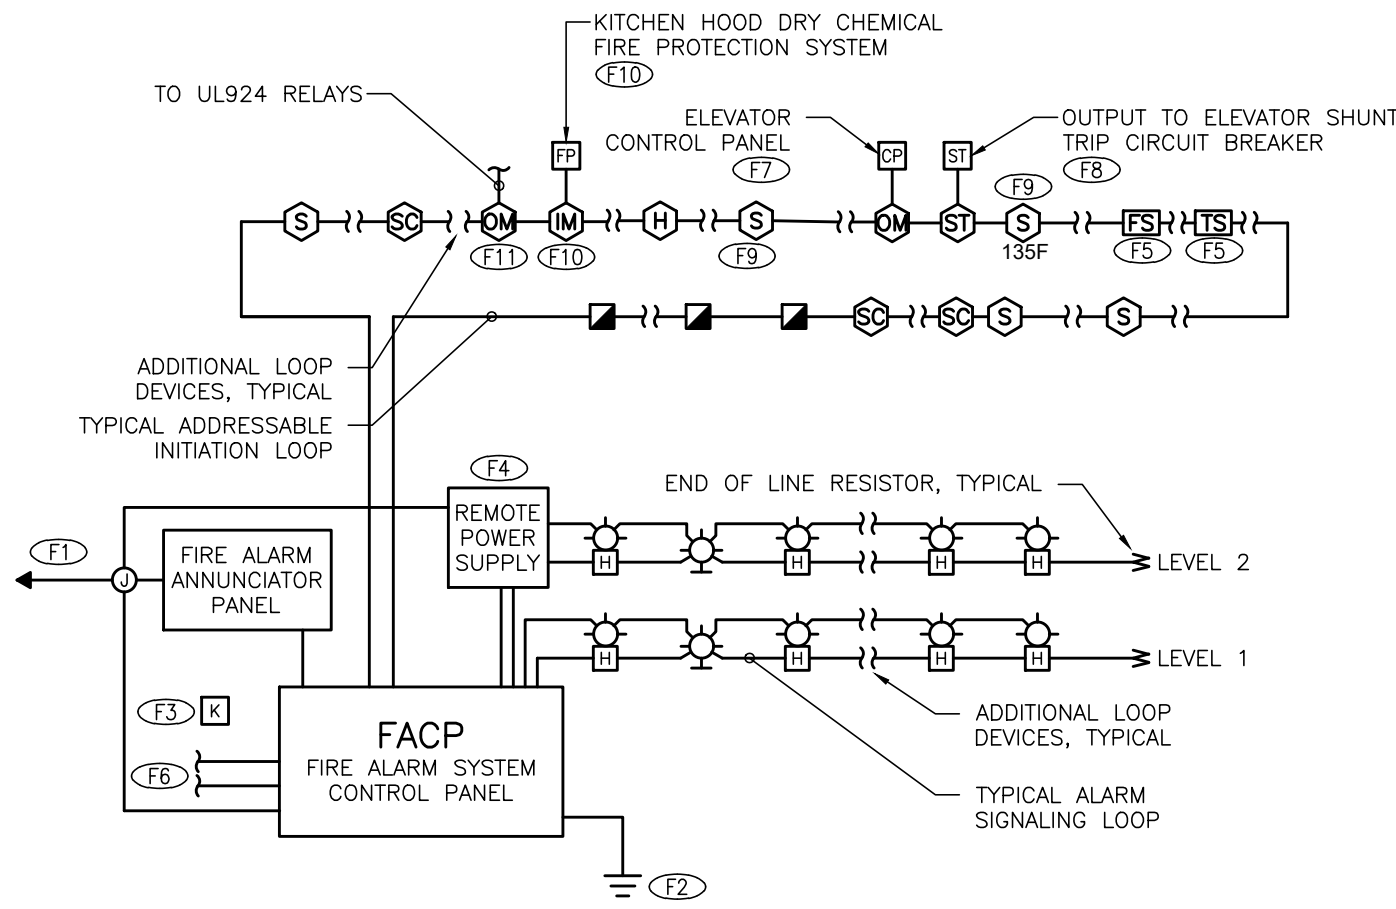 KITCHEN HOOD DRY CHEMICAL
FIRE PROTECTION SYSTEM
F10
TO UL924 RELAYS
ELEVATOR
CONTROL PANEL
F7
OUTPUT TO ELEVATOR SHUNT
TRIP CIRCUIT BREAKER
F8
FP
CP
ST
F9
S
SC
OM
IM
H
S
OM
ST
S
FS
TS
F11
F10
F9
135F
F5
F5
SC
SC
S
S
ADDITIONAL LOOP
DEVICES, TYPICAL
TYPICAL ADDRESSABLE
INITIATION LOOP
F4
REMOTE
POWER
SUPPLY
END OF LINE RESISTOR, TYPICAL
H
H
H
H
LEVEL 2
F1
J
FIRE ALARM
ANNUNCIATOR
PANEL
H
H
H
H
LEVEL 1
F3
K
F6
FACP
FIRE ALARM SYSTEM
CONTROL PANEL
ADDITIONAL LOOP
DEVICES, TYPICAL
TYPICAL ALARM
SIGNALING LOOP
F2